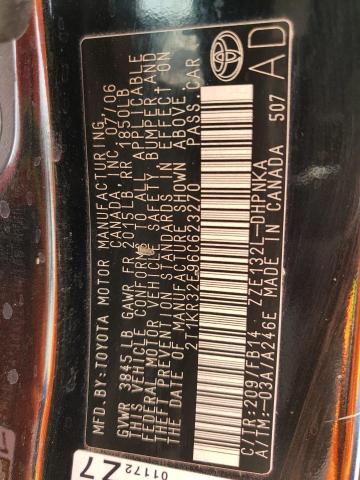 MFD.BY:TOYOTA MOTOR MANUFACTURING
CANADA, INC. 07/06
GVWR 3845 LB GAWR FR 2015LB RR 1850LB
THIS VEHICLE CONFORMS TO ALL APPLICABLE
FEDERAL MOTOR VEHICLE SAFETY, BUMPER, AND
THEFT PREVENTION STANDARDS IN EFFECT ON
THE DATE OF MANUFACTURE SHOWN ABOVE.
2T1KR32E96C623270 PASS. CAR
C/TR:209/FB14 ZZE132L-DHPNKA
A/TM:-03A/A246E MADE IN CANADA 507
AD
01172
Z7